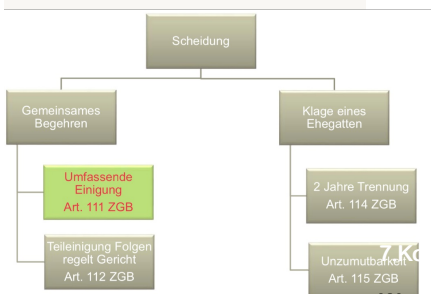 Scheidung
Gemeinsames
Begehren
Umfassende
Einigung
Art. 111 ZGB
Teileinigung Folgen
regelt Gericht
Art. 112 ZGB
Klage eines
Ehegatten
2 Jahre Trennung
Art. 114 ZGB
Unzumutbarkeit
Art. 115 ZGB